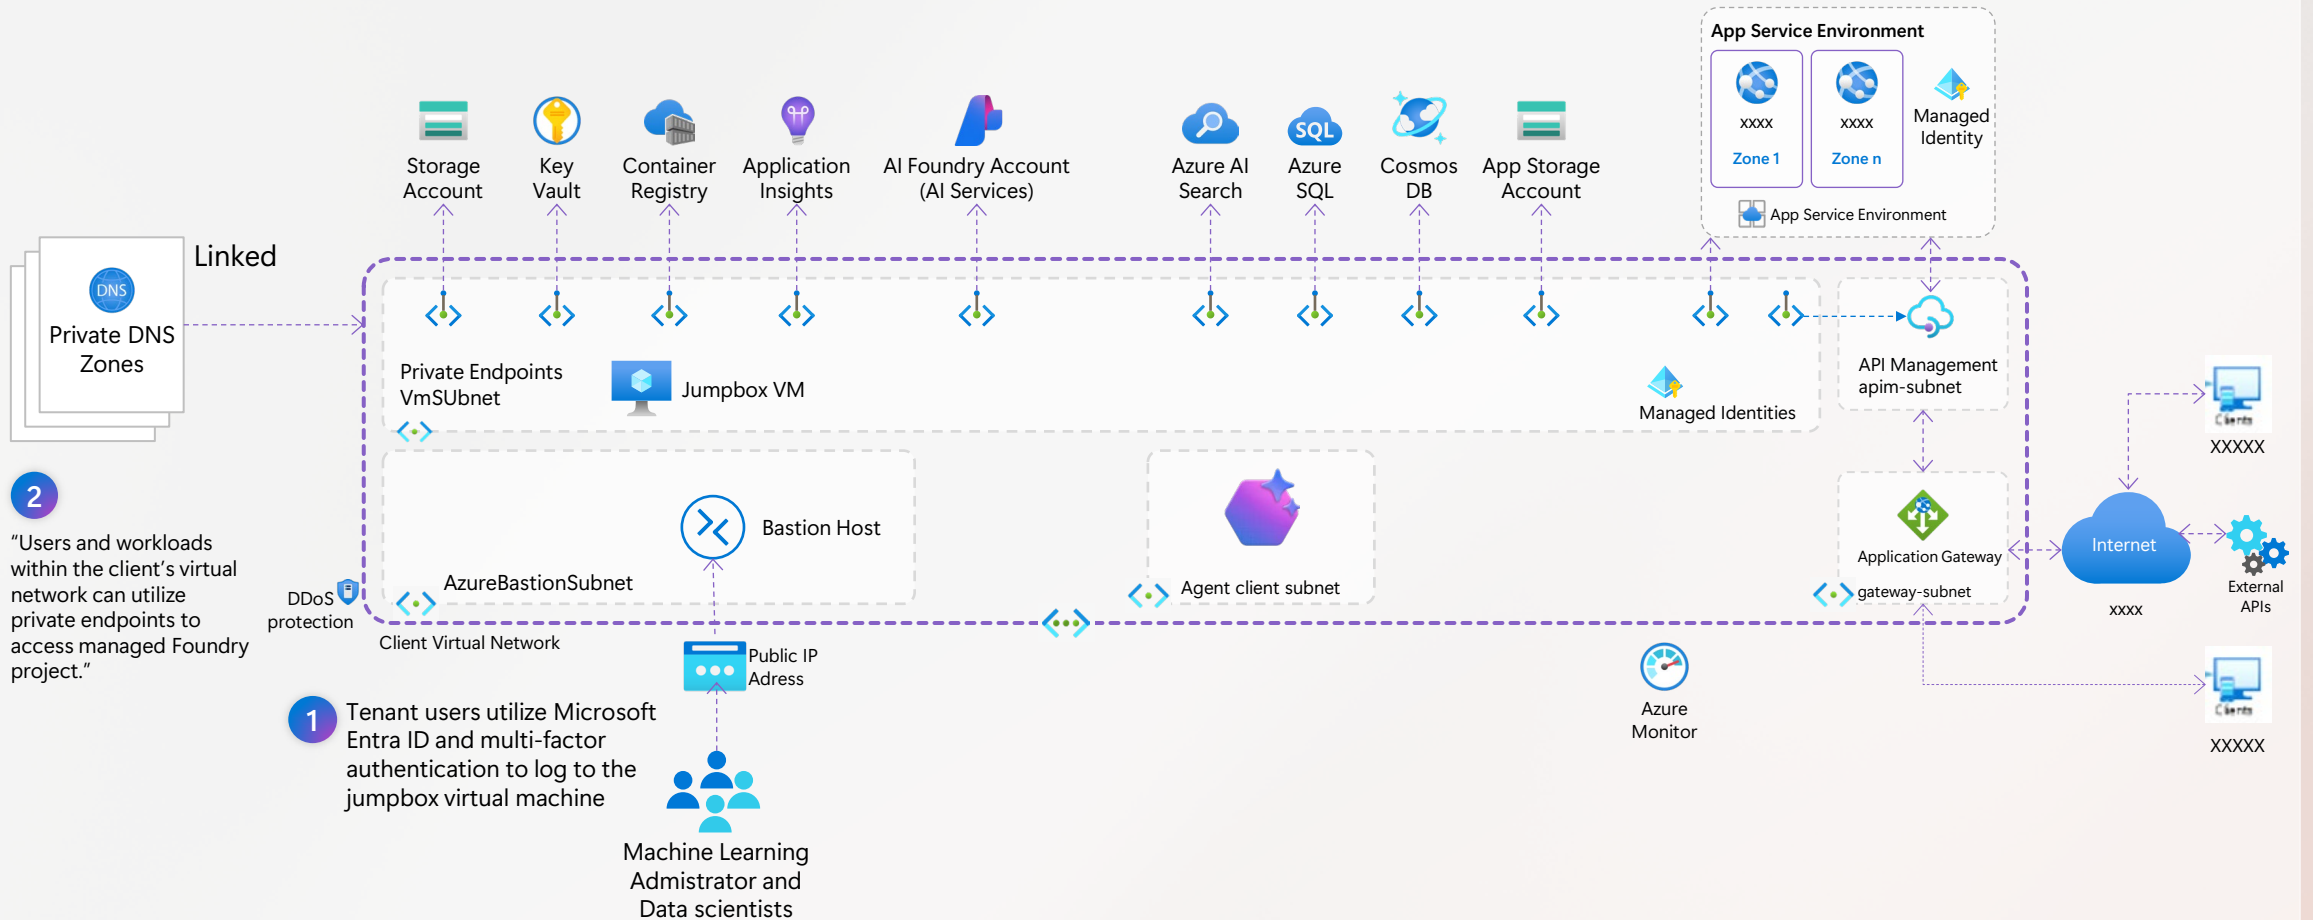 App Service Environment
xxxx
Zone 1
xxxx
Zone n
Managed
Identity
App Service Environment
Storage
Account
Key
Vault
Container
Registry
Application
Insights
AI Foundry Account
(AI Services)
Azure AI
Search
Azure
SQL
SQL
Cosmos
DB
App Storage
Account
Linked
DNS
Private DNS
Zones
Private Endpoints
VmSUbnet
Jumpbox VM
Managed Identities
API Management
apim-subnet
Clients
XXXXX
2
“Users and workloads
within the client’s virtual
network can utilize
private endpoints to
access managed Foundry
project.”
DDoS
protection
AzureBastionSubnet
Bastion Host
Agent client subnet
Application Gateway
gateway-subnet
Internet
xxxx
External
APIs
Client Virtual Network
Public IP
Adress
1
Tenant users utilize Microsoft
Entra ID and multi-factor
authentication to log to the
jumpbox virtual machine
Azure
Monitor
Clients
XXXXX
Machine Learning
Admistrator and
Data scientists